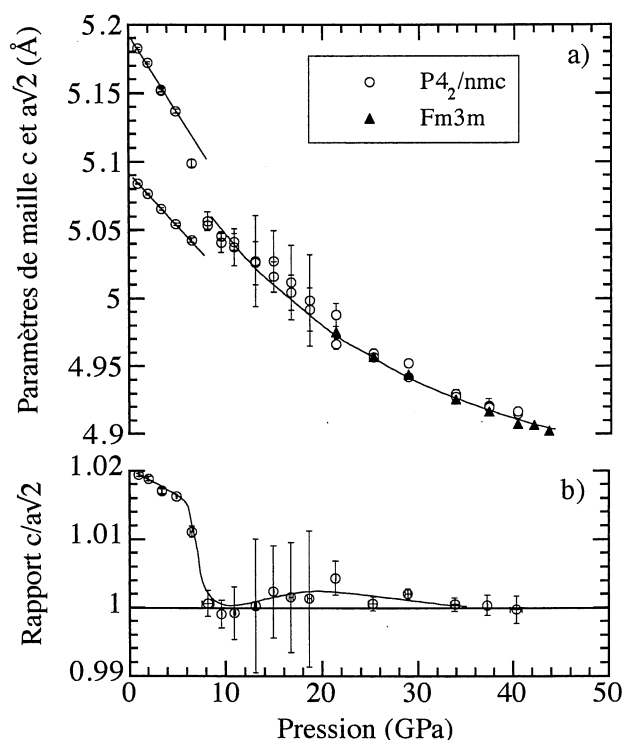 Paramètres de maille c et a√2 (Å)
5.2
5.15
5.1
5.05
5
4.95
4.9
a)
P4₂/nmc
Fm3m
Rapport c/a√2
1.02
1.01
1
0.99
b)
0 10 20 30 40 50
Pression (GPa)